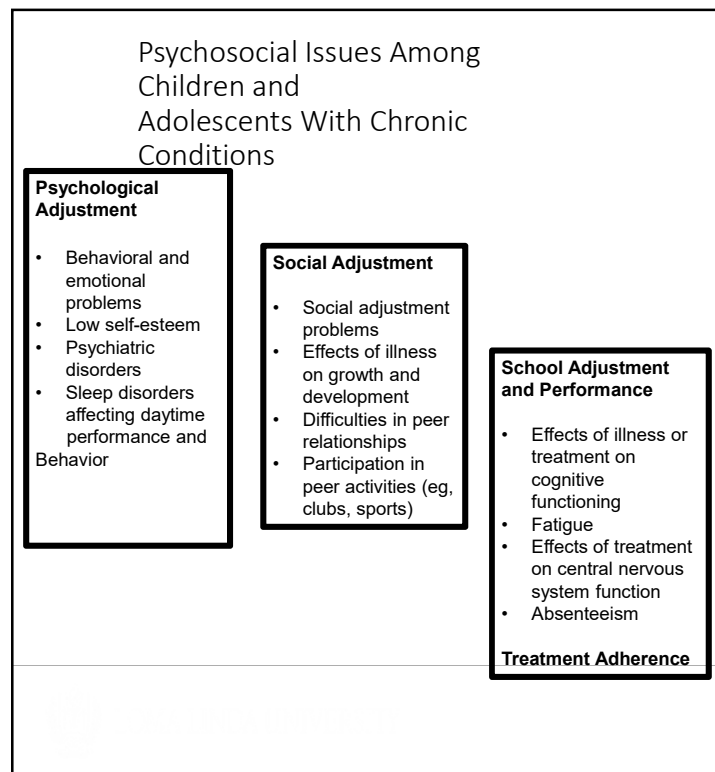 Psychosocial Issues Among
Children and
Adolescents With Chronic
Conditions
Psychological
Adjustment
• Behavioral and
emotional
problems
• Low self-esteem
• Psychiatric
disorders
• Sleep disorders
affecting daytime
performance and
Behavior
Social Adjustment
• Social adjustment
problems
• Effects of illness
on growth and
development
• Difficulties in peer
relationships
• Participation in
peer activities (eg,
clubs, sports)
School Adjustment
and Performance
• Effects of illness or
treatment on
cognitive
functioning
• Fatigue
• Effects of treatment
on central nervous
system function
• Absenteeism
Treatment Adherence